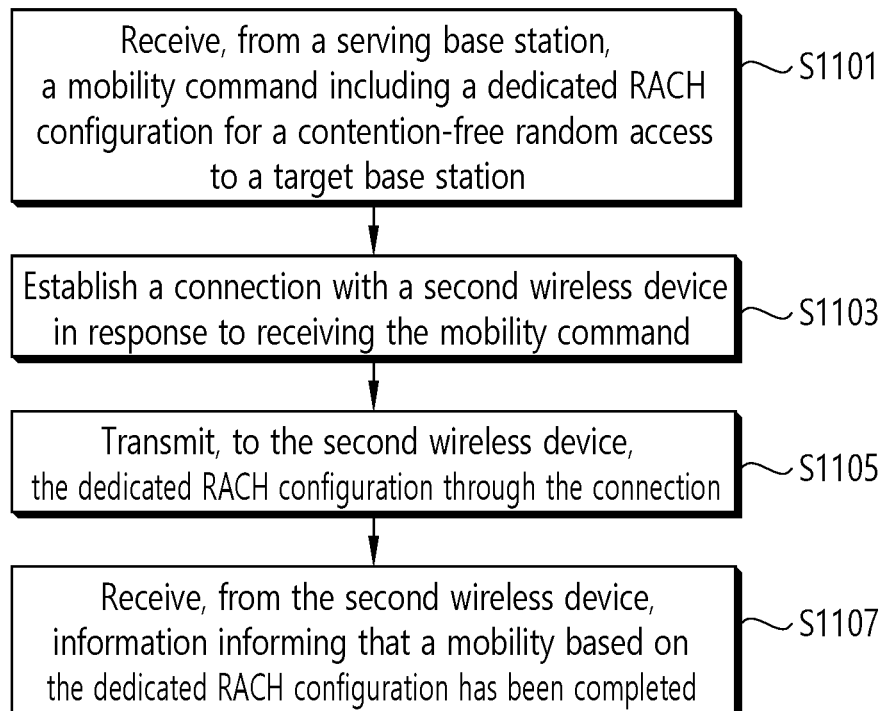 Receive, from a serving base station,
a mobility command including a dedicated RACH
configuration for a contention-free random access
to a target base station
S1101
Establish a connection with a second wireless device
in response to receiving the mobility command
S1103
Transmit, to the second wireless device,
the dedicated RACH configuration through the connection
S1105
Receive, from the second wireless device,
information informing that a mobility based on
the dedicated RACH configuration has been completed
S1107